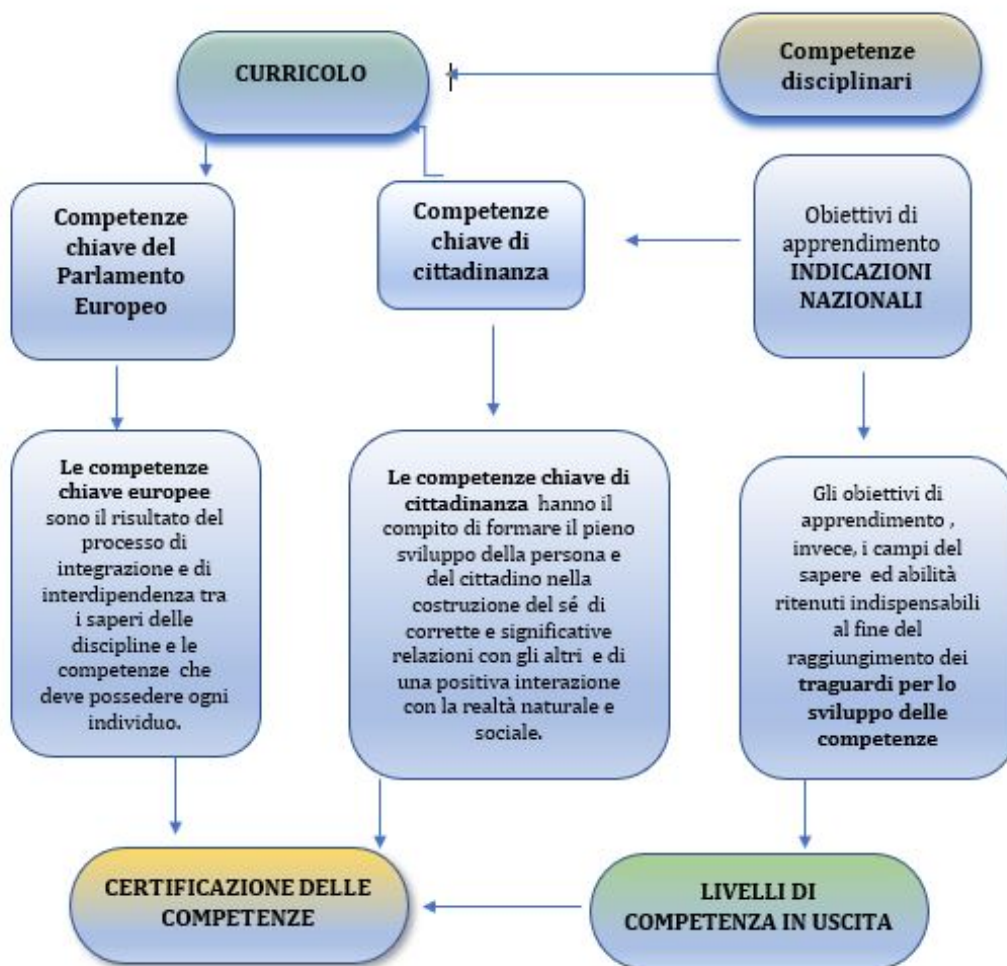 CURRICOLO
Competenze
disciplinari
Competenze
chiave del
Parlamento
Europeo
Competenze
chiave di
cittadinanza
Obiettivi di
apprendimento
INDICAZIONI
NAZIONALI
Le competenze
chiave europee
sono il risultato del
processo di
integrazione e di
interdipendenza tra
i saperi delle
discipline e le
competenze che
deve possedere ogni
individuo.
Le competenze chiave di
cittadinanza hanno il
compito di formare il pieno
sviluppo della persona e
del cittadino nella
costruzione del sé di
corrette e significative
relazioni con gli altri e di
una positiva interazione
con la realtà naturale e
sociale.
Gli obiettivi di
apprendimento ,
invece, i campi del
sapere ed abilità
ritenuti indispensabili
al fine del
raggiungimento dei
traguardi per lo
sviluppo delle
competenze
CERTIFICAZIONE DELLE
COMPETENZE
LIVELLI DI
COMPETENZA IN USCITA